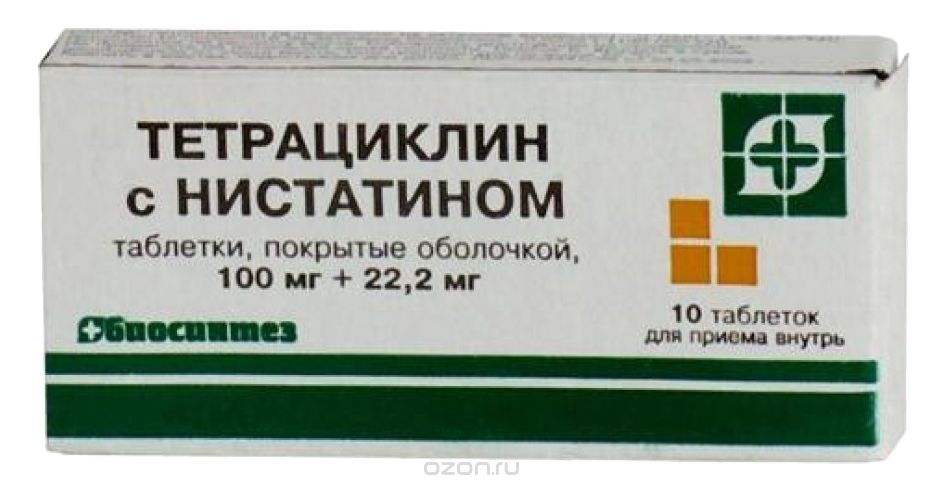 ТЕТРАЦИКЛИН
с НИСТАТИНОМ
таблетки, покрытые оболочкой,
100 мг + 22,2 мг
биосинтез
10 таблеток
для приема внутрь
ozon.ru